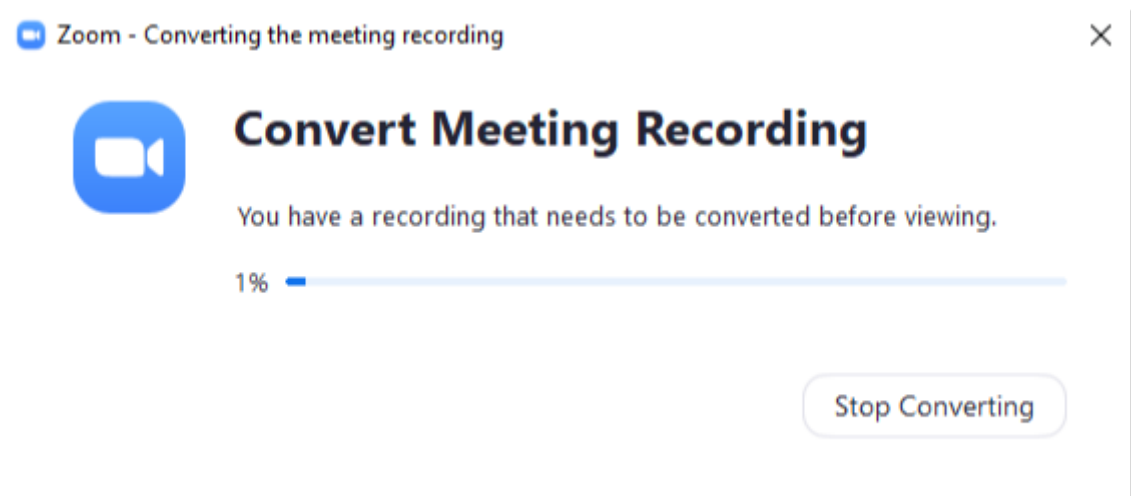 Zoom - Converting the meeting recording
Convert Meeting Recording
You have a recording that needs to be converted before viewing.
1%
Stop Converting